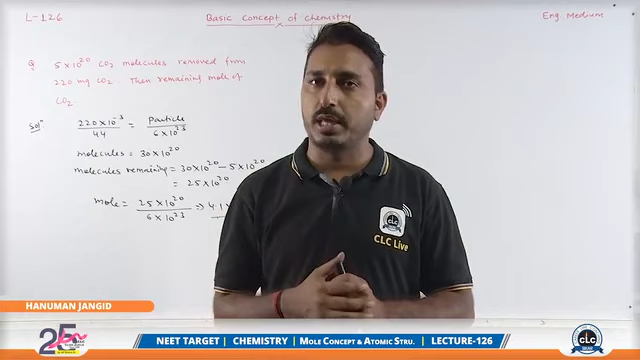 L-126
Basic Concept of chemistry
Eng. Medium
Q. 5×10²⁰ CO₂ molecules removed from
220 mg CO₂. Then remaining mole of
CO₂.
Solⁿ. 220×10⁻³ / 44 = Particle / 6×10²³
molecules = 30×10²⁰
molecules remaining = 30×10²⁰ − 5×10²⁰
= 25×10²⁰
mole = 25×10²⁰ / 6×10²³ ⇒ 4.1
CLC Live
HANUMAN JANGID
25
NEET TARGET | CHEMISTRY | MOLE CONCEPT & ATOMIC STRU. | LECTURE-126
CLC